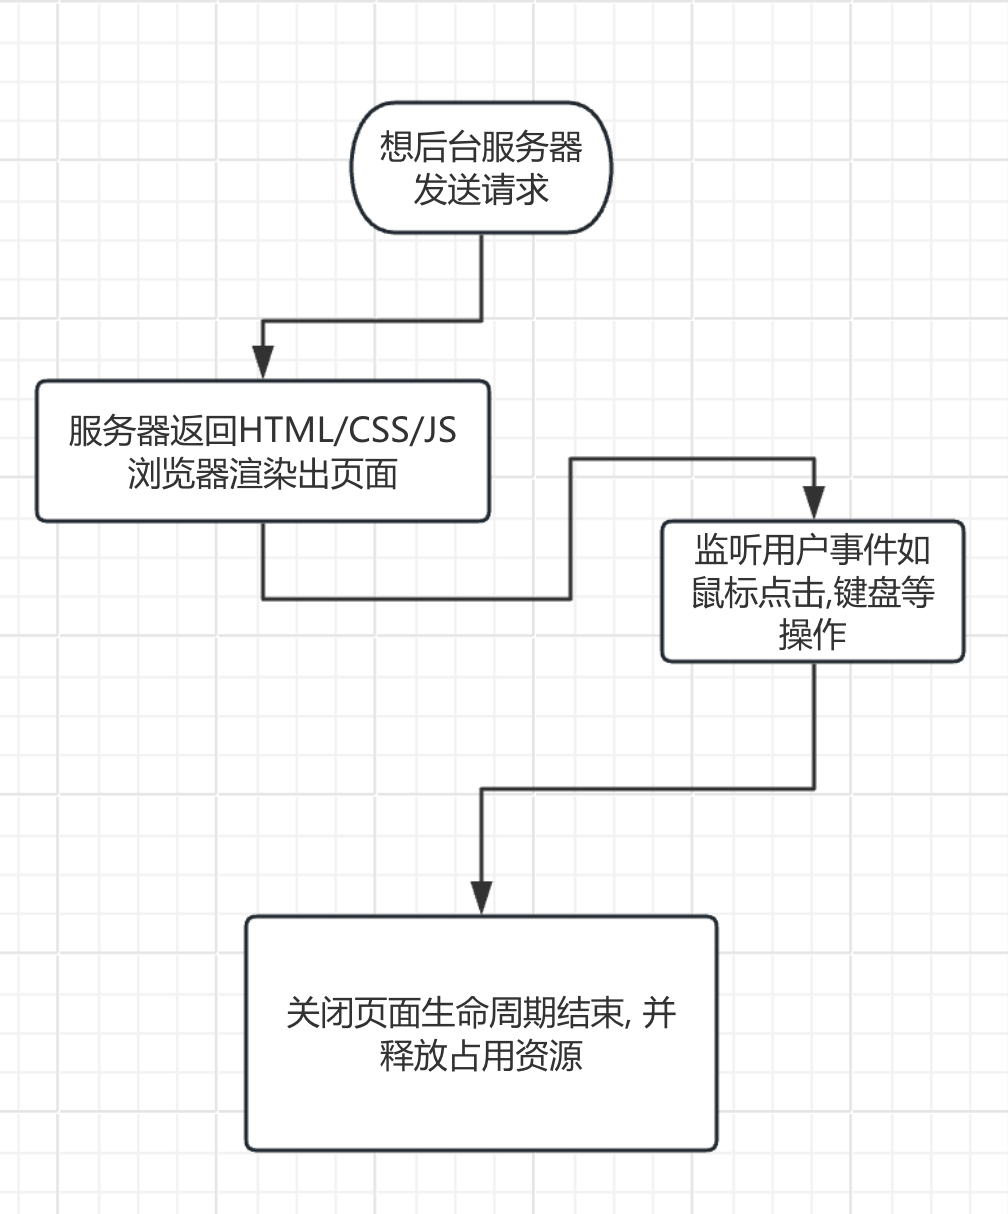 想后台服务器
发送请求
服务器返回HTML/CSS/JS
浏览器渲染出页面
监听用户事件如
鼠标点击,键盘等
操作
关闭页面生命周期结束, 并
释放占用资源